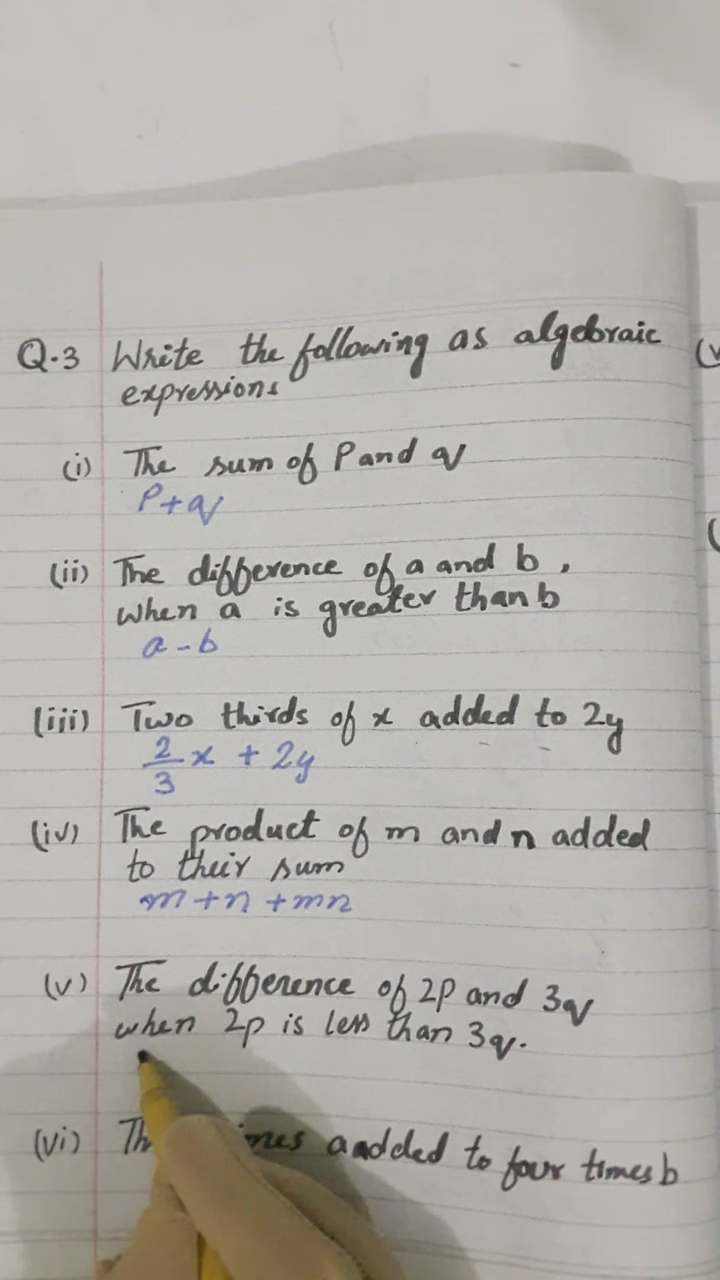 Q.3 Write the following as algebraic
expressions
(i) The sum of P and q
P+q
(ii) The difference of a and b,
when a is greater than b
a-b
(iii) Two thirds of x added to 2y
2/3 x + 2y
(iv) The product of m and n added
to their sum
m+n+mn
(v) The difference of 2P and 3q
when 2p is less than 3q.
(vi) a added to four times b